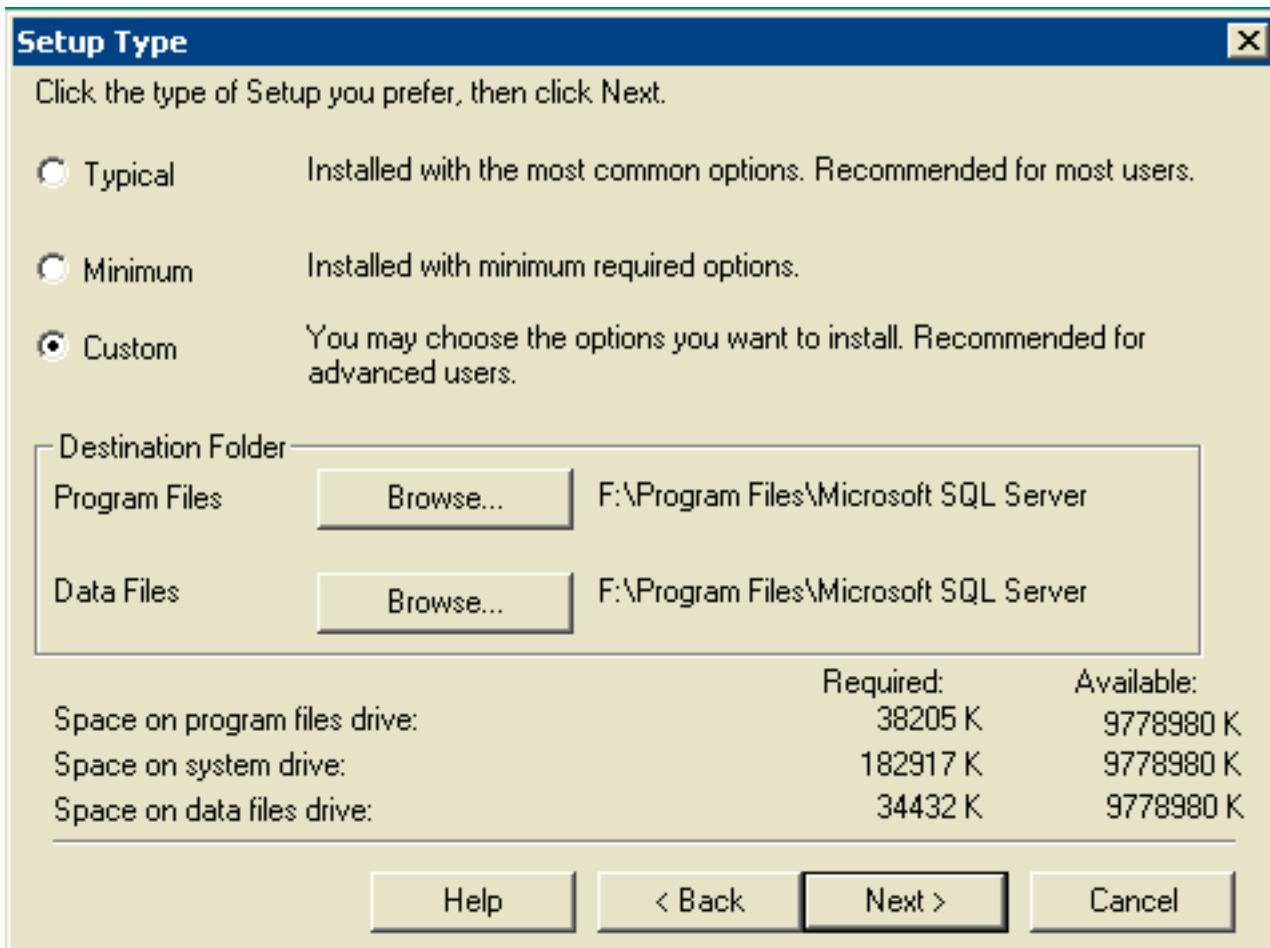 Setup Type
Click the type of Setup you prefer, then click Next.
Typical Installed with the most common options. Recommended for most users.
Minimum Installed with minimum required options.
Custom You may choose the options you want to install. Recommended for
advanced users.
Destination Folder
Program Files Browse... F:\Program Files\Microsoft SQL Server
Data Files Browse... F:\Program Files\Microsoft SQL Server
Required: Available:
Space on program files drive: 38205 K 9778980 K
Space on system drive: 182917 K 9778980 K
Space on data files drive: 34432 K 9778980 K
Help < Back Next > Cancel